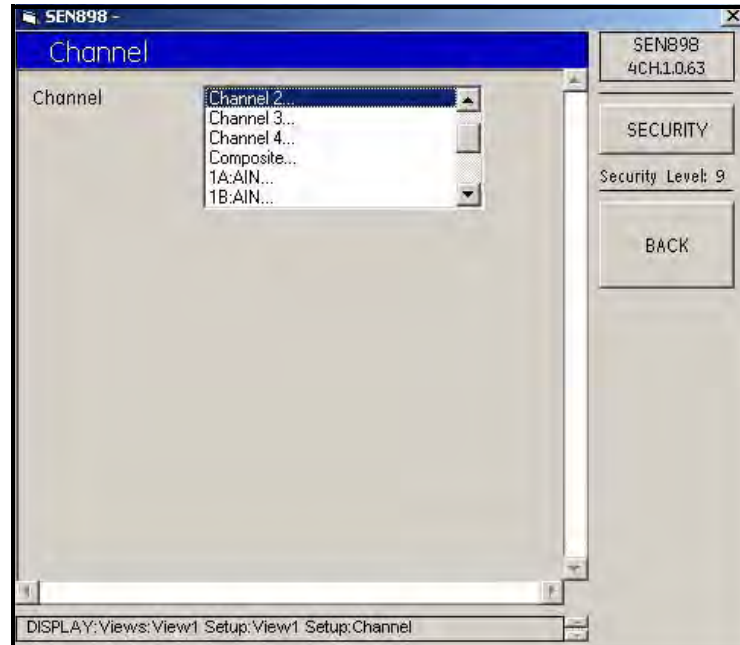 SEN898 -
Channel
SEN898
4CH.1.0.63
Channel
Channel 2...
Channel 3...
Channel 4...
Composite...
1A:AIN...
1B:AIN...
SECURITY
Security Level: 9
BACK
DISPLAY:Views:View1 Setup:View1 Setup:Channel